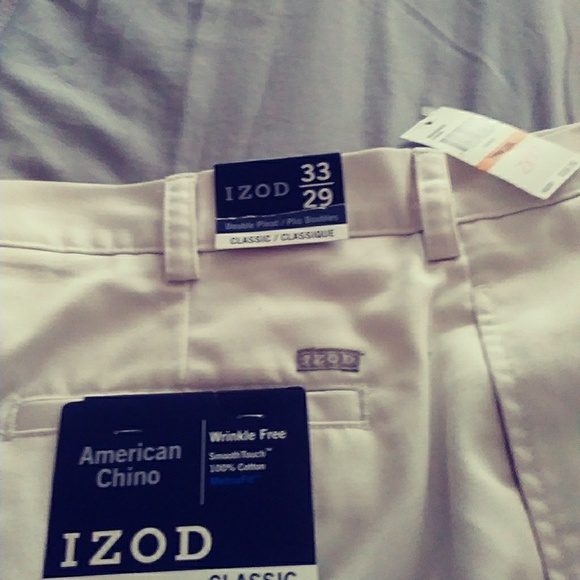 IZOD
33
29
Double Pleat / Plis Doubles
CLASSIC / CLASSIQUE
IZOD
American
Chino
Wrinkle Free
SmoothTouch™
100% Cotton
IZOD
CLASSIC